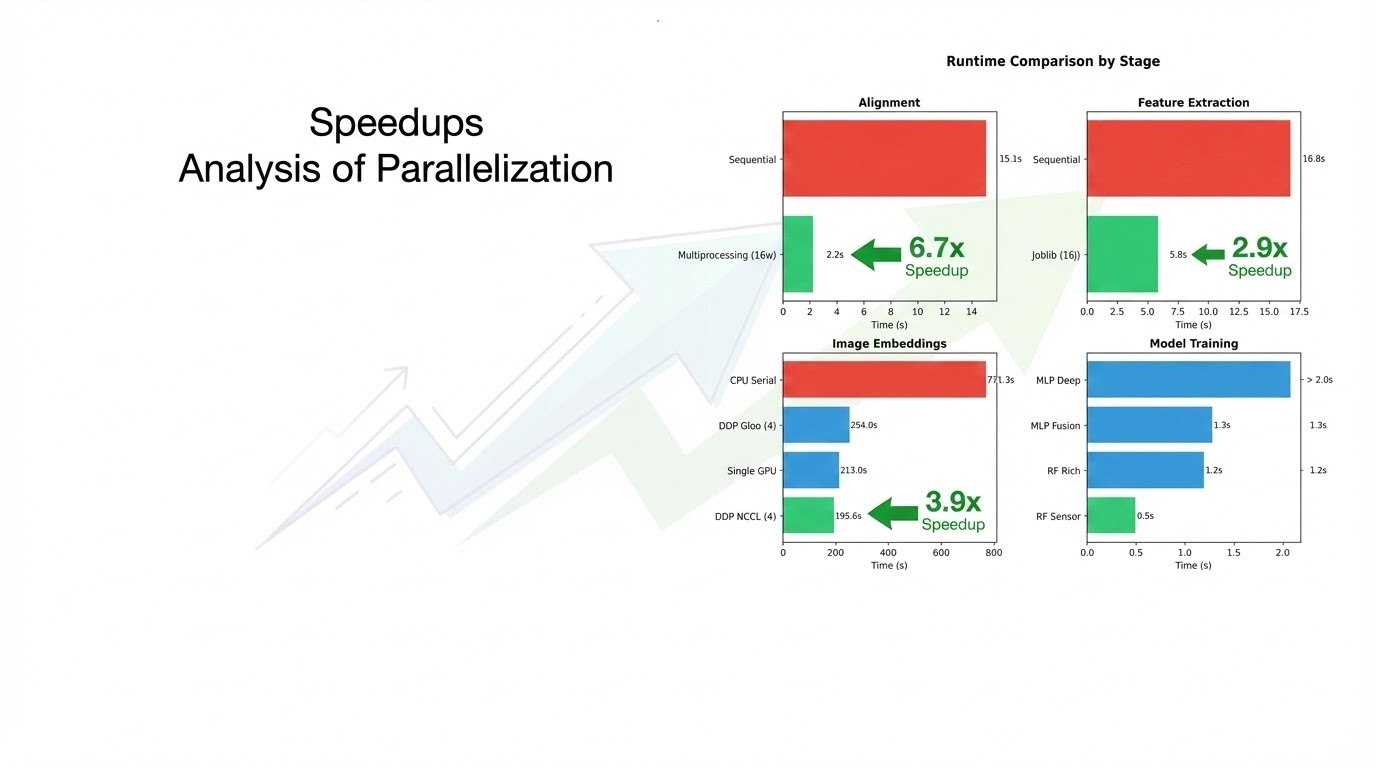 Speedups
Analysis of Parallelization
Runtime Comparison by Stage
Alignment
Sequential
15.1s
Multiprocessing (16w)
2.2s
6.7x
Speedup
0 2 4 6 8 10 12 14
Time (s)
Feature Extraction
Sequential
16.8s
Joblib (16j)
5.8s
2.9x
Speedup
0.0 2.5 5.0 7.5 10.0 12.5 15.0 17.5
Time (s)
Image Embeddings
CPU Serial
771.3s
DDP Gloo (4)
254.0s
Single GPU
213.0s
DDP NCCL (4)
195.6s
3.9x
Speedup
0 200 400 600 800
Time (s)
Model Training
MLP Deep
> 2.0s
MLP Fusion
1.3s
1.3s
RF Rich
1.2s
1.2s
RF Sensor
0.5s
0.0 0.5 1.0 1.5 2.0
Time (s)